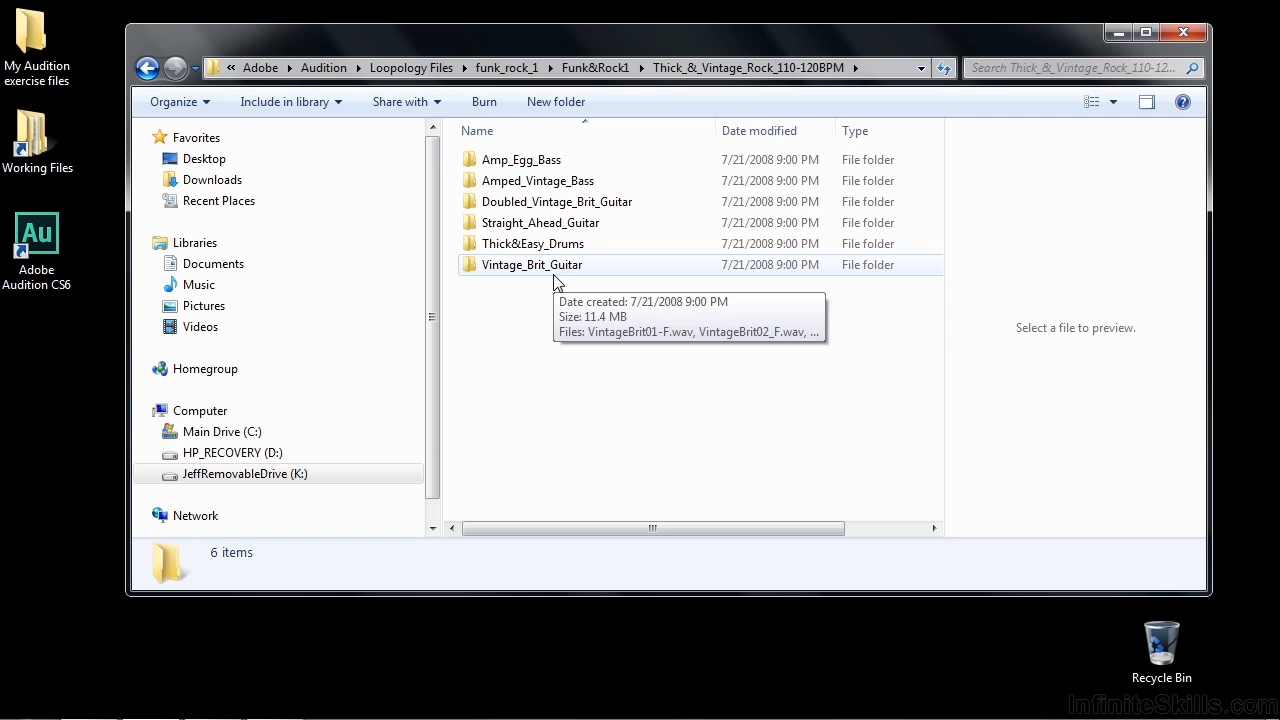 My Audition
exercise files
Working Files
Au
Adobe
Audition CS6
« Adobe Audition Loopology Files funk_rock_1 Funk&Rock1 Thick_&_Vintage_Rock_110-120BPM
Search Thick_&_Vintage_Rock_110-12...
Organize Include in library Share with Burn New folder
Favorites
Desktop
Downloads
Recent Places
Libraries
Documents
Music
Pictures
Videos
Homegroup
Computer
Main Drive (C:)
HP_RECOVERY (D:)
JeffRemovableDrive (K:)
Network
Name Date modified Type
Amp_Egg_Bass 7/21/2008 9:00 PM File folder
Amped_Vintage_Bass 7/21/2008 9:00 PM File folder
Doubled_Vintage_Brit_Guitar 7/21/2008 9:00 PM File folder
Straight_Ahead_Guitar 7/21/2008 9:00 PM File folder
Thick&Easy_Drums 7/21/2008 9:00 PM File folder
Vintage_Brit_Guitar 7/21/2008 9:00 PM File folder
Date created: 7/21/2008 9:00 PM
Size: 11.4 MB
Files: VintageBrit01-F.wav, VintageBrit02_F.wav, ...
Select a file to preview.
6 items
Recycle Bin
InfiniteSkills.com